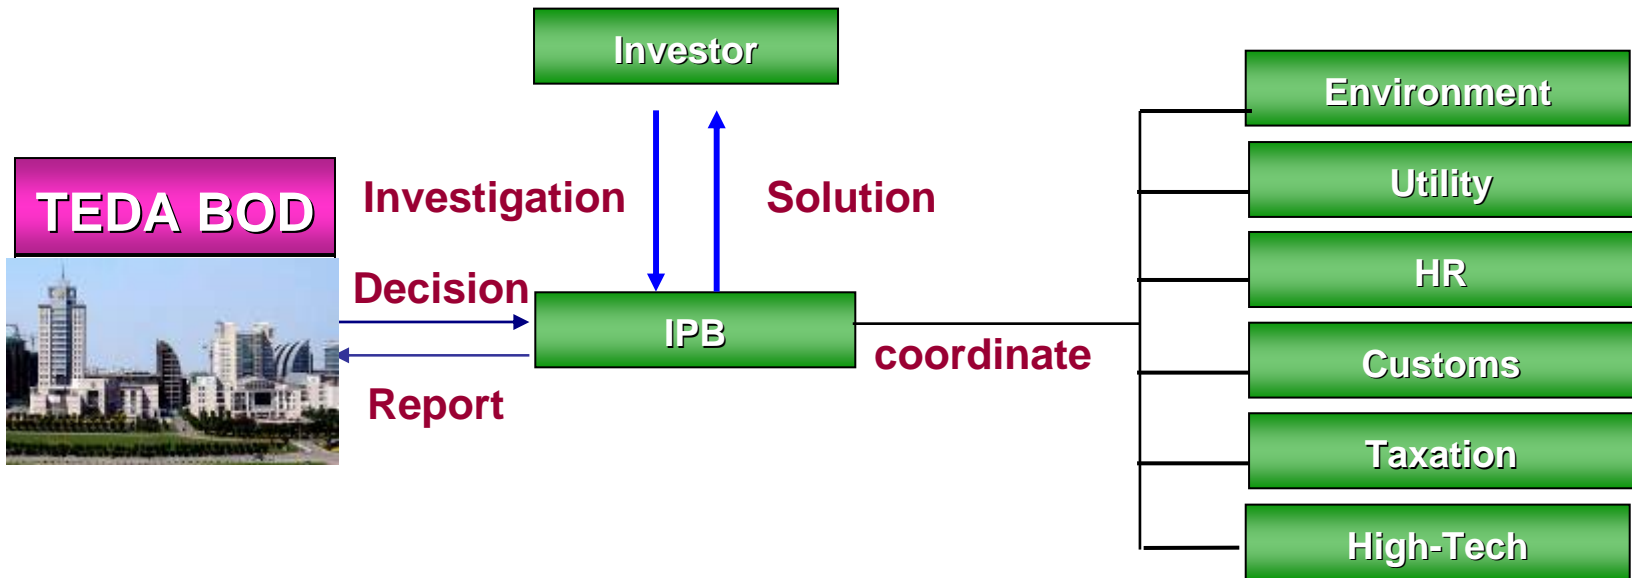 Investor
Environment
Utility
TEDA BOD
Investigation
Solution
HR
Decision
IPB
coordinate
Customs
Report
Taxation
High-Tech